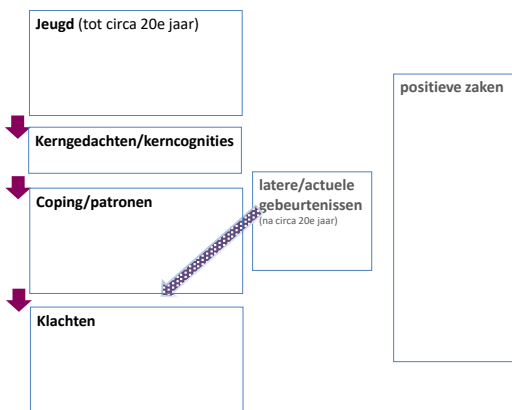 Jeugd (tot circa 20e jaar)
Kerngedachten/kerncognities
Coping/patronen
latere/actuele
gebeurtenissen
(na circa 20e jaar)
Klachten
positieve zaken